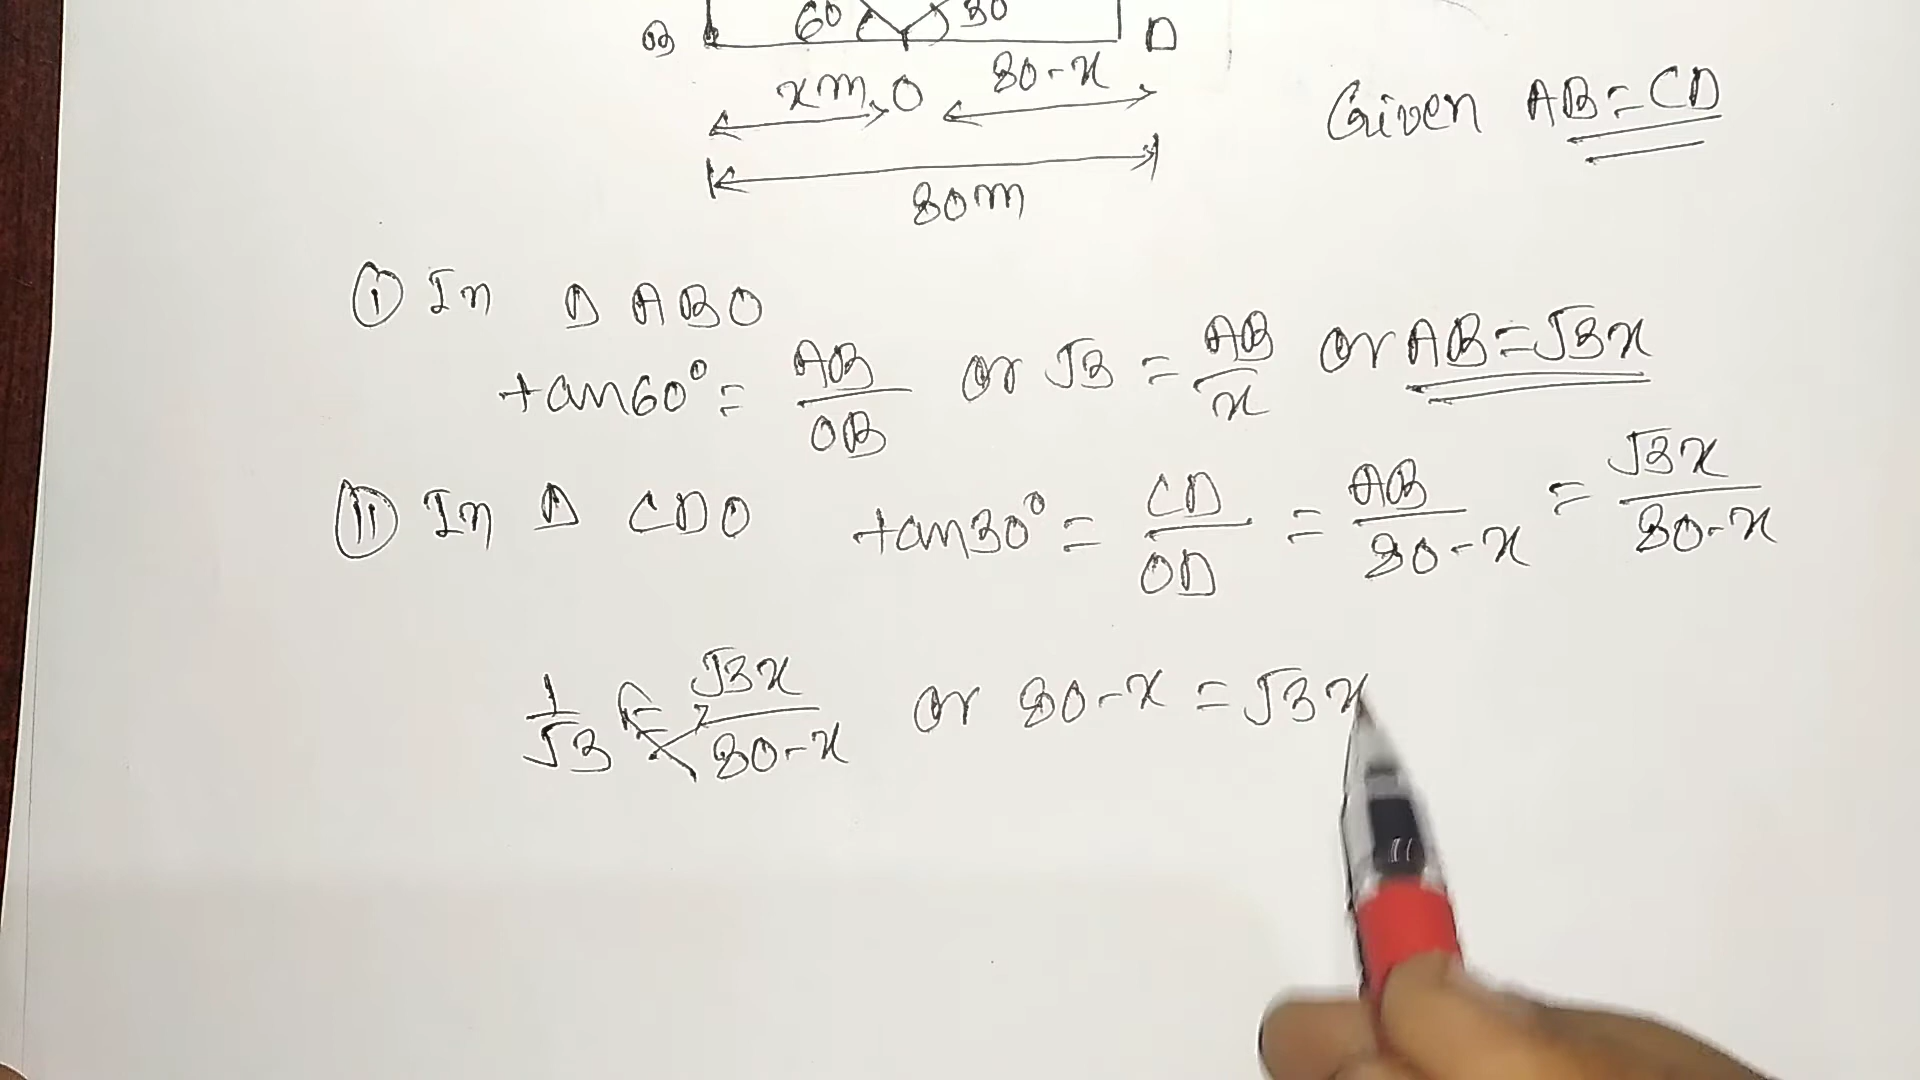 60 30
B D
xm O 80-x
Given AB=CD
80m
(i) In Δ ABO
tan60°= AB/OB or √3 = AB/x or AB=√3x
(ii) In Δ CDO tan30°= CD/OD = AB/80-x = √3x/80-x
1/√3 = √3x/80-x or 80-x = √3x